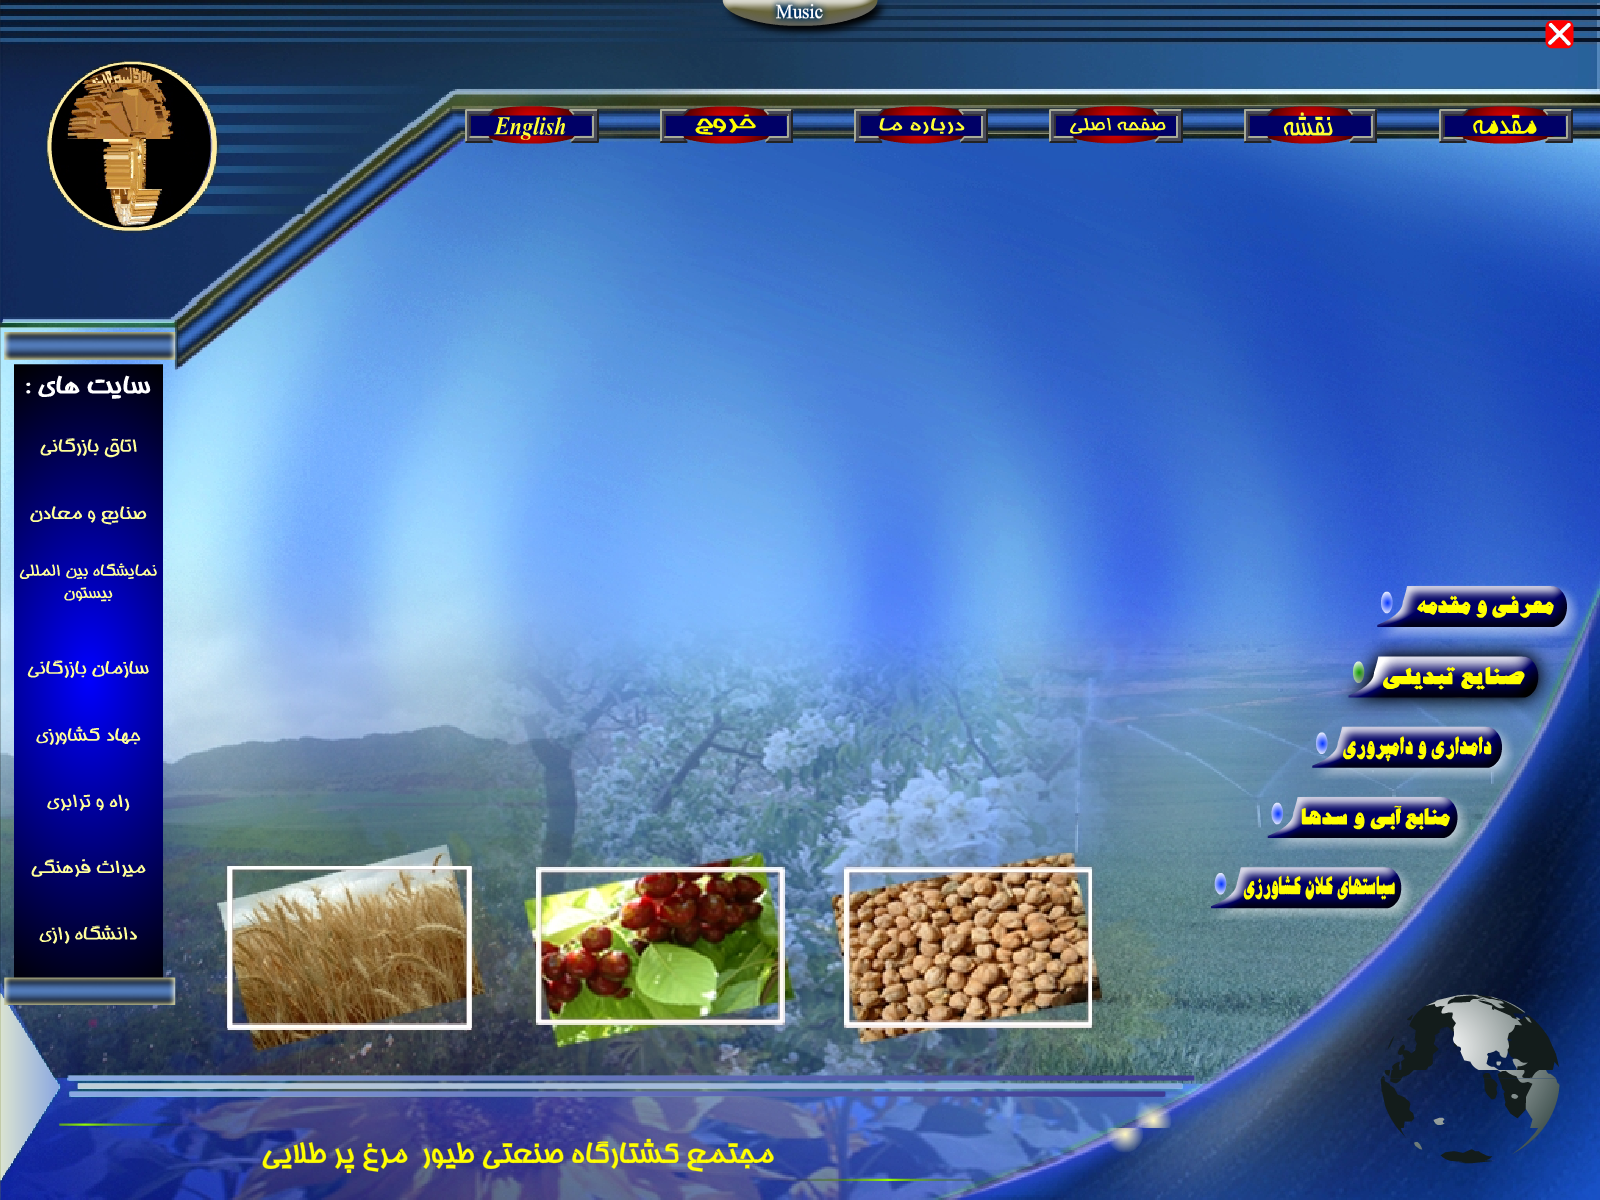 Music
مقدمه
نقشه
صفحه اصلی
درباره ما
خروج
English
سایت های :
اتاق بازرگانی
صنایع و معادن
نمایشگاه بین المللی
بیستون
سازمان بازرگانی
جهاد کشاورزی
راه و ترابری
میراث فرهنگی
دانشگاه رازی
معرفی و مقدمه
صنایع تبدیلی
دامداری و دامپروری
منابع آبی و سدها
سیاستهای کلان کشاورزی
مجتمع کشتارگاه صنعتی طیور مرغ پر طلایی